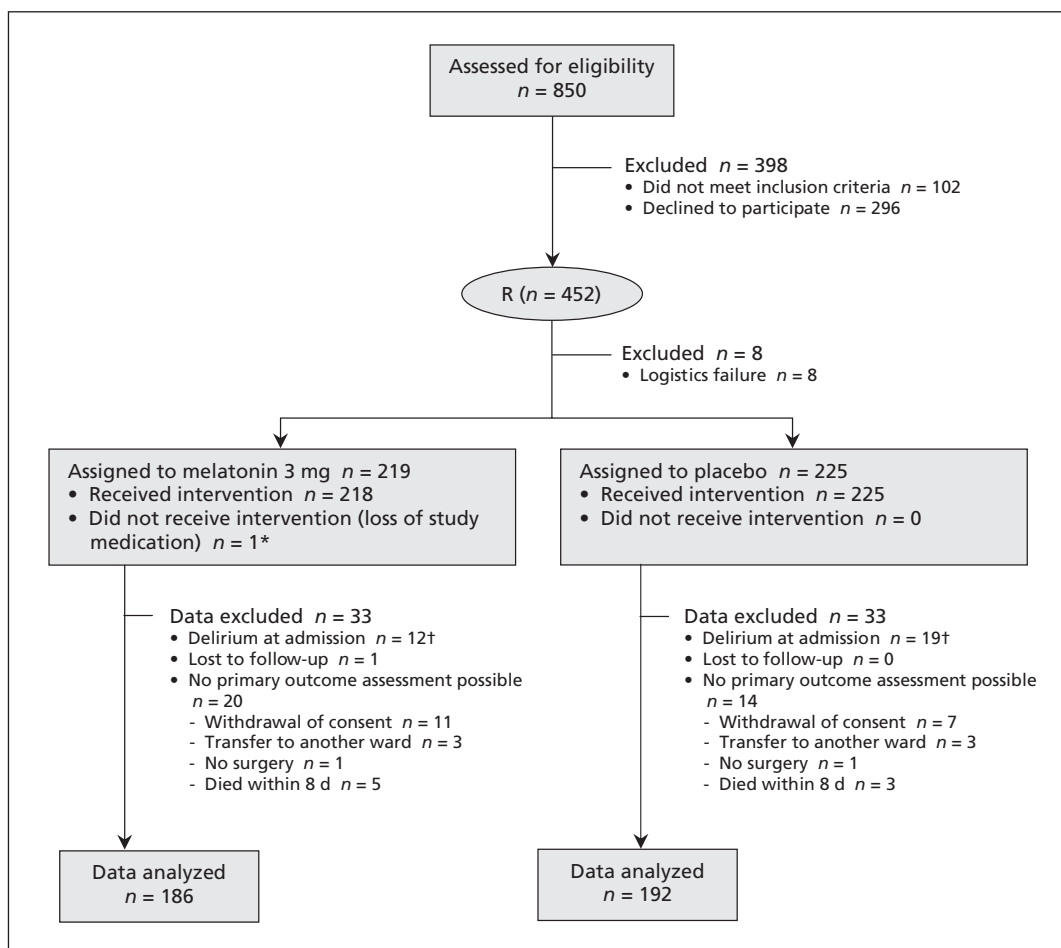 Assessed for eligibility
n = 850
Excluded n = 398
• Did not meet inclusion criteria n = 102
• Declined to participate n = 296
R (n = 452)
Excluded n = 8
• Logistics failure n = 8
Assigned to melatonin 3 mg n = 219
• Received intervention n = 218
• Did not receive intervention (loss of study
medication) n = 1*
Assigned to placebo n = 225
• Received intervention n = 225
• Did not receive intervention n = 0
Data excluded n = 33
• Delirium at admission n = 12†
• Lost to follow-up n = 1
• No primary outcome assessment possible
n = 20
- Withdrawal of consent n = 11
- Transfer to another ward n = 3
- No surgery n = 1
- Died within 8 d n = 5
Data excluded n = 33
• Delirium at admission n = 19†
• Lost to follow-up n = 0
• No primary outcome assessment possible
n = 14
- Withdrawal of consent n = 7
- Transfer to another ward n = 3
- No surgery n = 1
- Died within 8 d n = 3
Data analyzed
n = 186
Data analyzed
n = 192